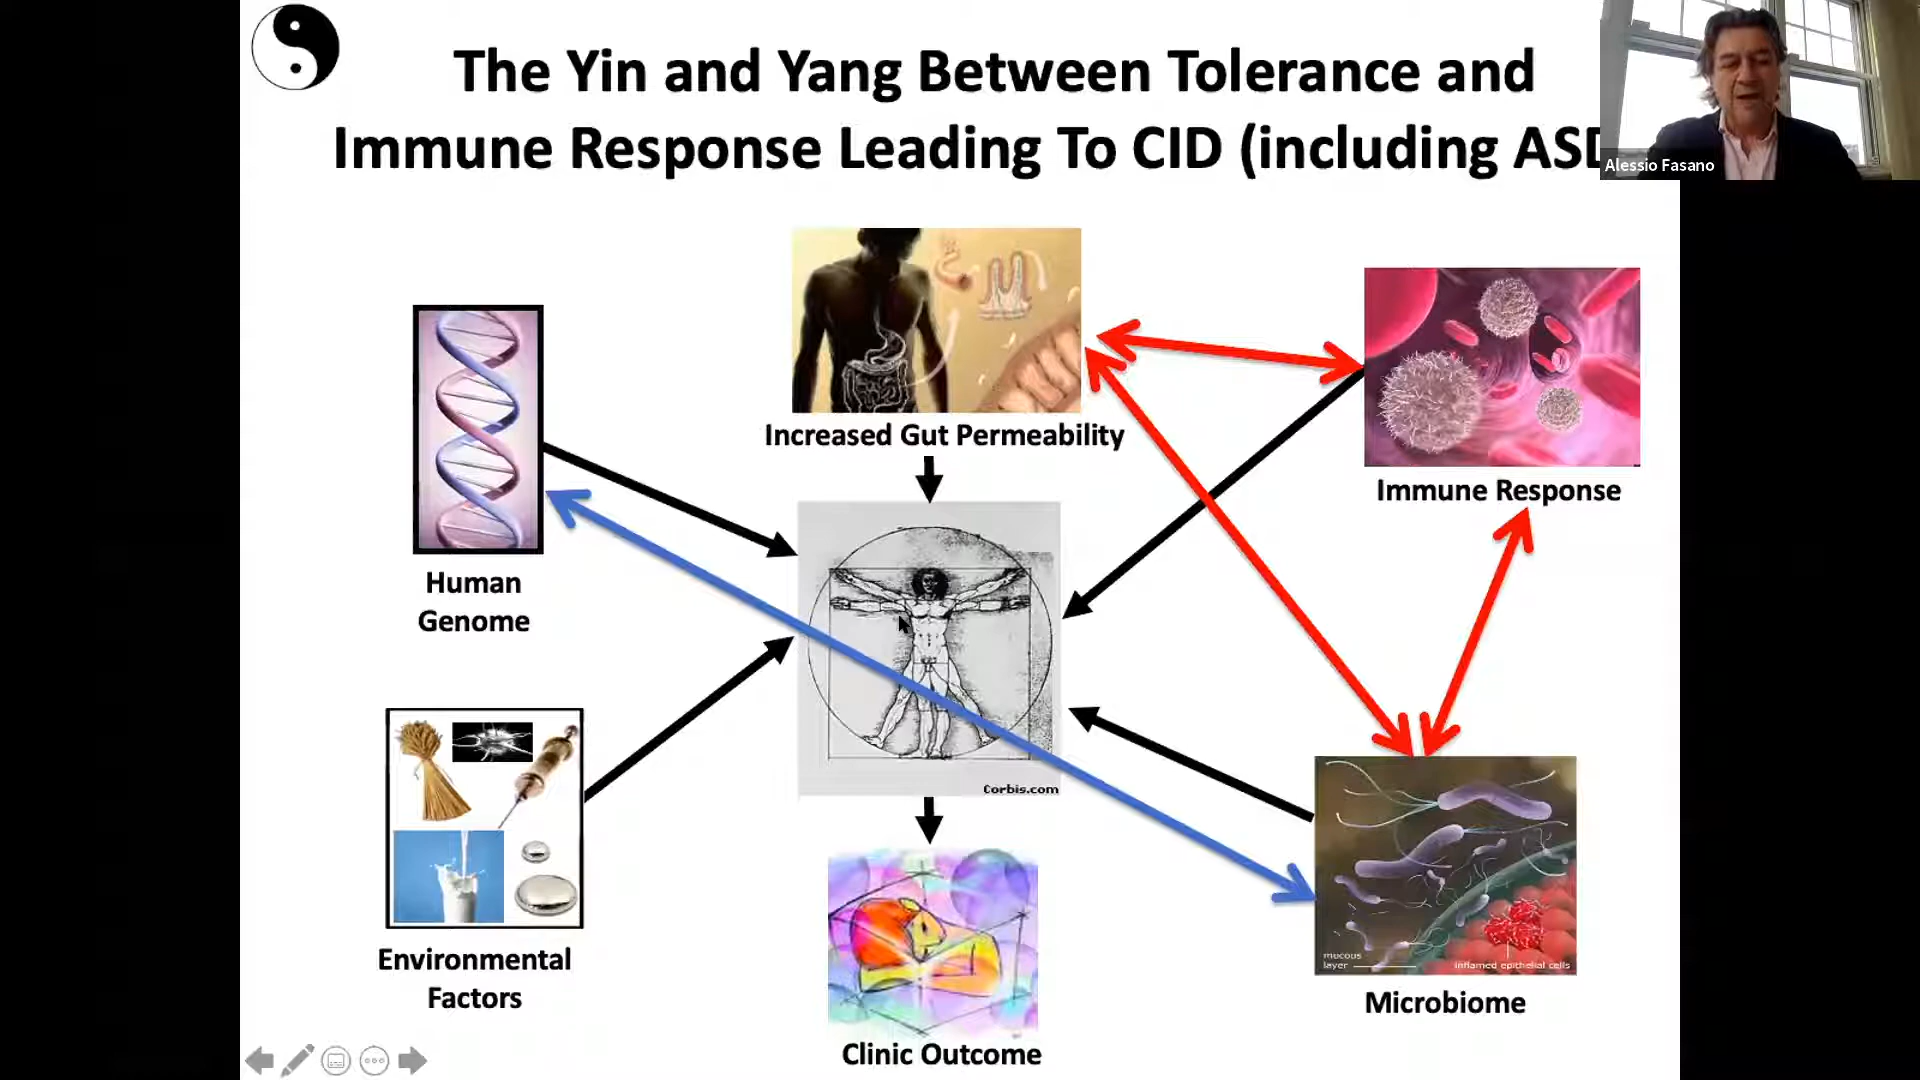 The Yin and Yang Between Tolerance and
Immune Response Leading To CID (including ASD
Alessio Fasano
Increased Gut Permeability
Immune Response
Human
Genome
Corbis.com
mucous
layer
inflamed epithelial cells
Environmental
Factors
Microbiome
Clinic Outcome